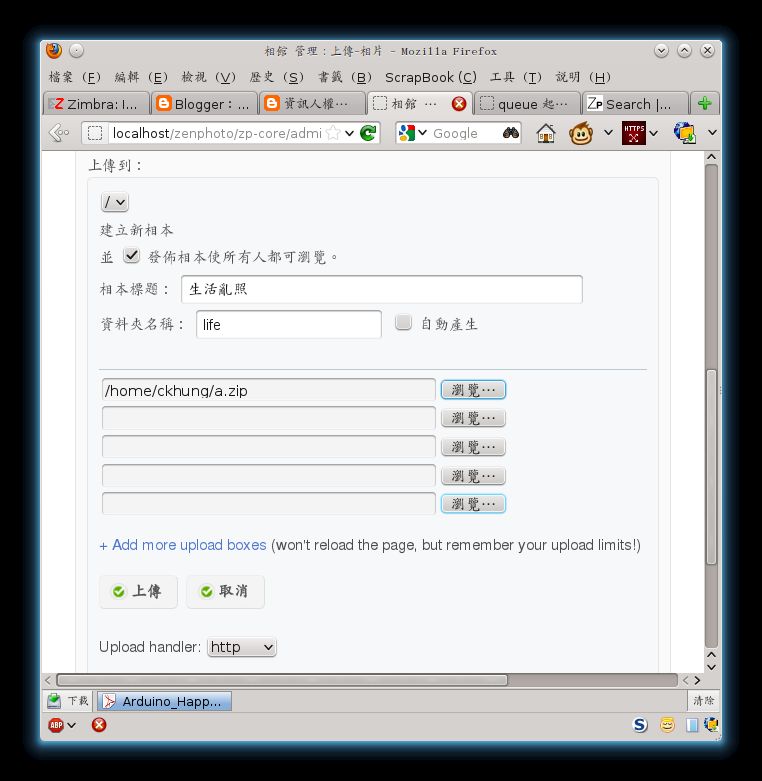 相館 管理：上傳-相片 - Mozilla Firefox
檔案 (F) 編輯 (E) 檢視 (V) 歷史 (S) 書籤 (B) ScrapBook (C) 工具 (T) 說明 (H)
Zimbra: I... Blogger：... 資訊人權... 相館 ... queue 起... Search |...
localhost/zenphoto/zp-core/admi Google HTTPS
上傳到：
/
建立新相本
並 發佈相本使所有人都可瀏覽。
相本標題： 生活亂照
資料夾名稱： life 自動產生
/home/ckhung/a.zip 瀏覽…
瀏覽…
瀏覽…
瀏覽…
瀏覽…
+ Add more upload boxes (won't reload the page, but remember your upload limits!)
上傳 取消
Upload handler: http
下載 Arduino_Happ... 清除
ABP S